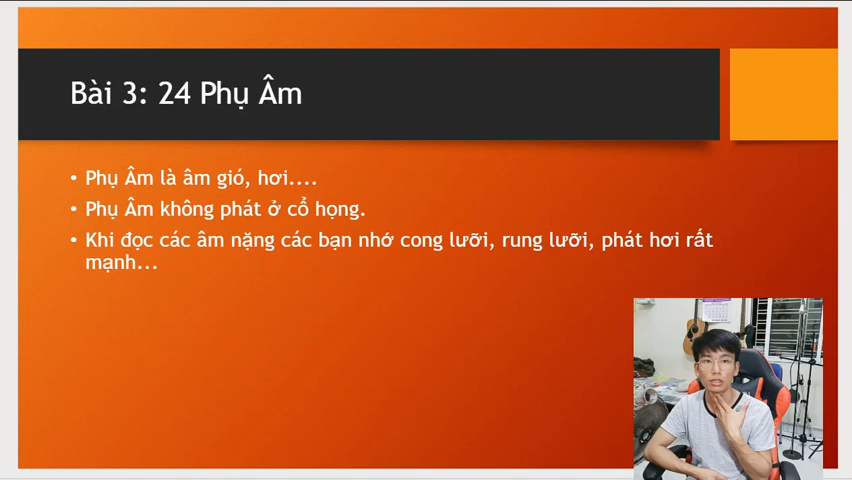 Bài 3: 24 Phụ Âm
• Phụ Âm là âm gió, hơi....
• Phụ Âm không phát ở cổ họng.
• Khi đọc các âm nặng các bạn nhớ cong lưỡi, rung lưỡi, phát hơi rất
mạnh...